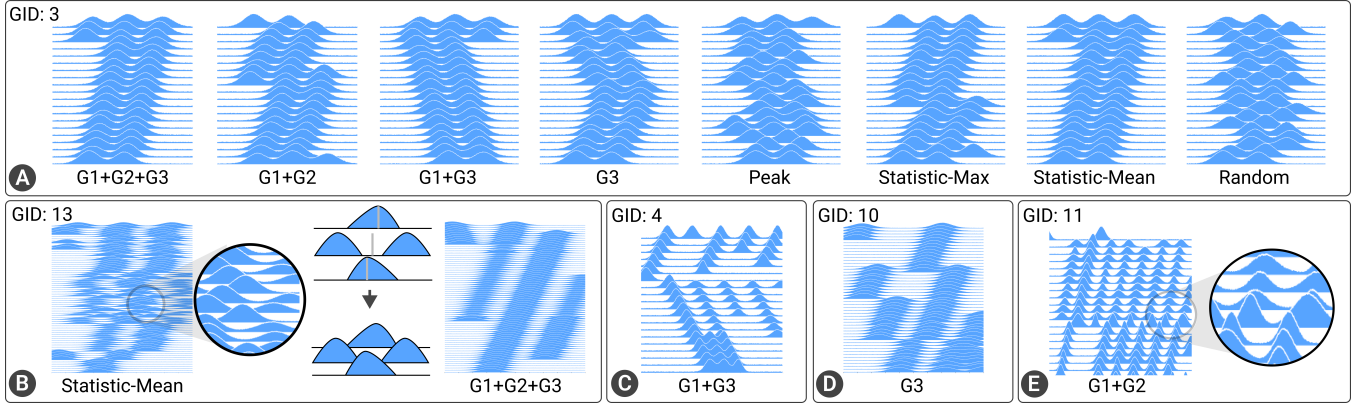 GID: 3
G1+G2+G3
G1+G2
G1+G3
G3
Peak
Statistic-Max
Statistic-Mean
Random
A
GID: 13
Statistic-Mean
G1+G2+G3
B
GID: 4
G1+G3
C
GID: 10
G3
D
GID: 11
G1+G2
E